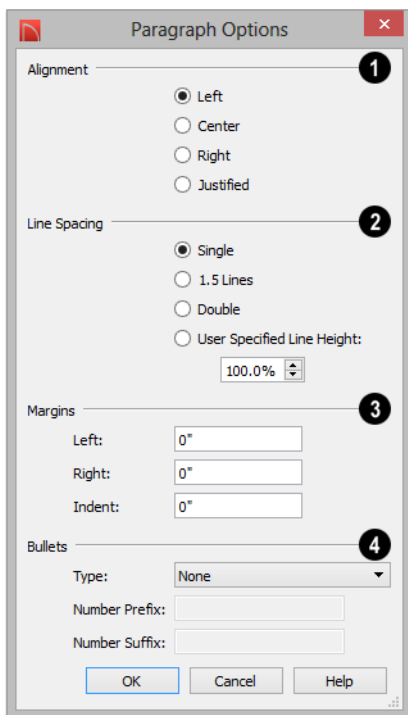 Paragraph Options
Alignment 1
Left
Center
Right
Justified
Line Spacing 2
Single
1.5 Lines
Double
User Specified Line Height:
100.0%
Margins 3
Left: 0"
Right: 0"
Indent: 0"
Bullets 4
Type: None
Number Prefix:
Number Suffix:
OK Cancel Help